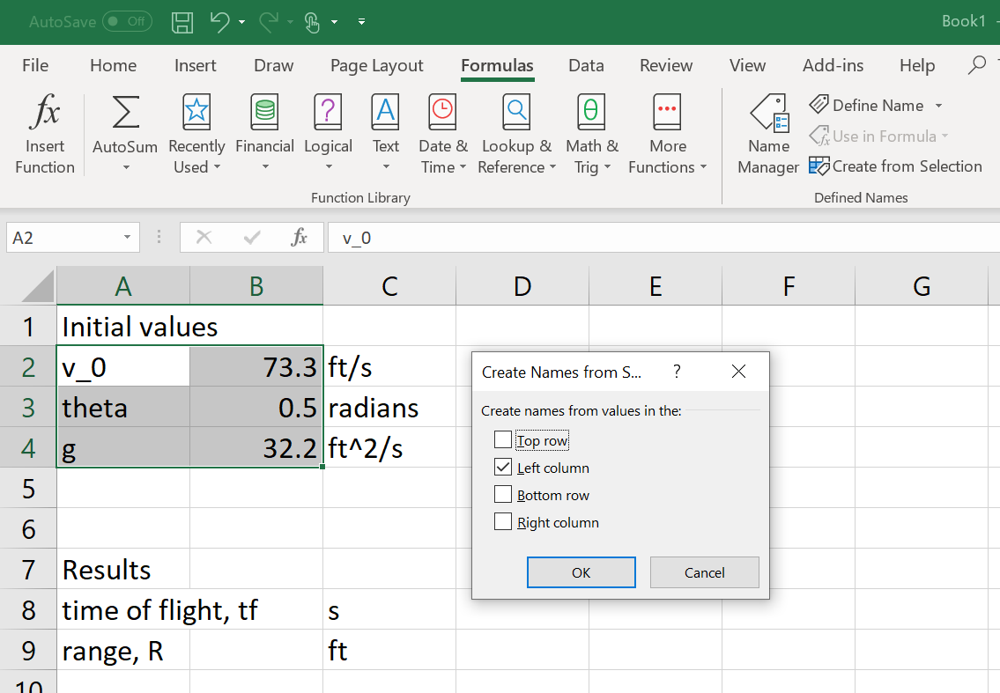 AutoSave Off Book1 -
File Home Insert Draw Page Layout Formulas Data Review View Add-ins Help
fx Σ ? A θ
Insert Function AutoSum Recently Used Financial Logical Text Date & Time Lookup & Reference Math & Trig More Functions Name Manager
Define Name
Use in Formula
Create from Selection
Function Library Defined Names
A2 fx v_0
A B C D E F G
1 Initial values
2 v_0 73.3 ft/s
3 theta 0.5 radians
4 g 32.2 ft^2/s
5
6
7 Results
8 time of flight, tf s
9 range, R ft
10
Create Names from S... ?
Create names from values in the:
Top row
Left column
Bottom row
Right column
OK Cancel